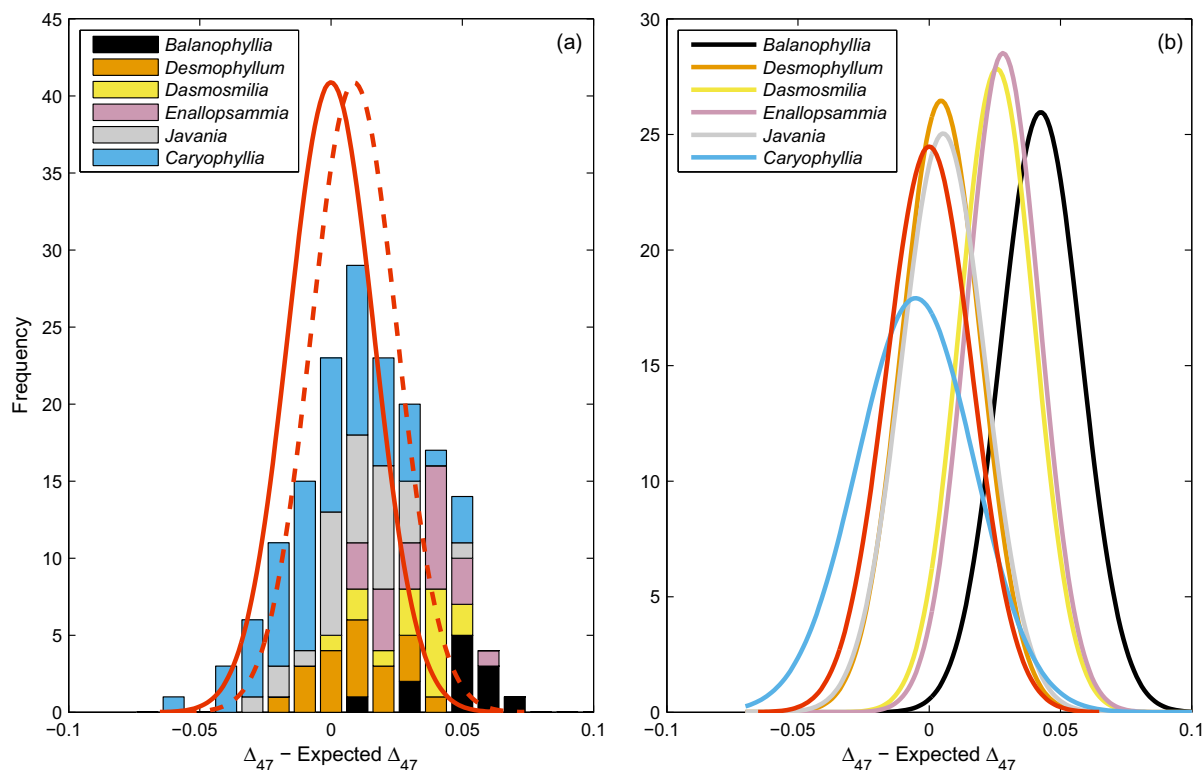 45
40
35
30
25
20
15
10
5
0
Frequency
−0.1
−0.05
0
0.05
0.1
Δ47 − Expected Δ47
(a)
Balanophyllia
Desmophyllum
Dasmosmilia
Enallopsammia
Javania
Caryophyllia
30
25
20
15
10
5
0
−0.1
−0.05
0
0.05
0.1
Δ47 − Expected Δ47
(b)
Balanophyllia
Desmophyllum
Dasmosmilia
Enallopsammia
Javania
Caryophyllia